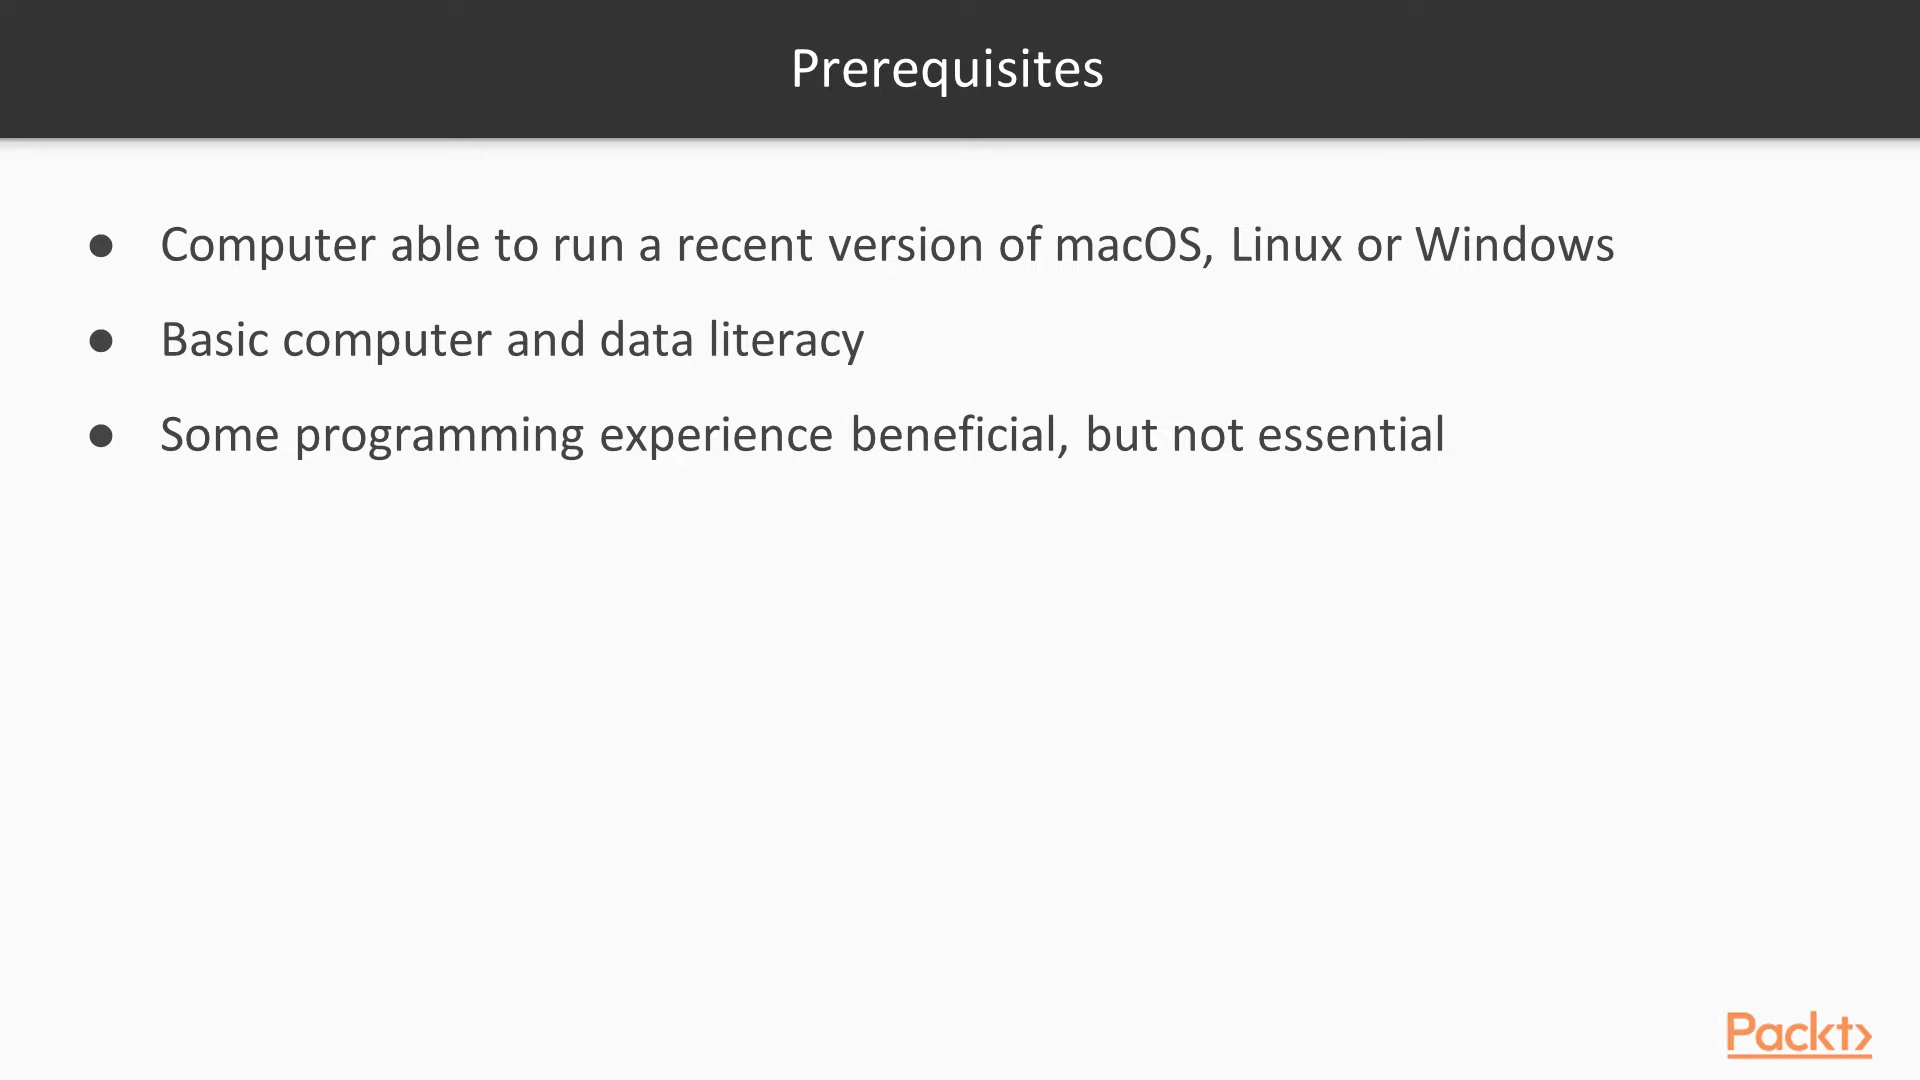 Prerequisites
● Computer able to run a recent version of macOS, Linux or Windows
● Basic computer and data literacy
● Some programming experience beneficial, but not essential
Packt>